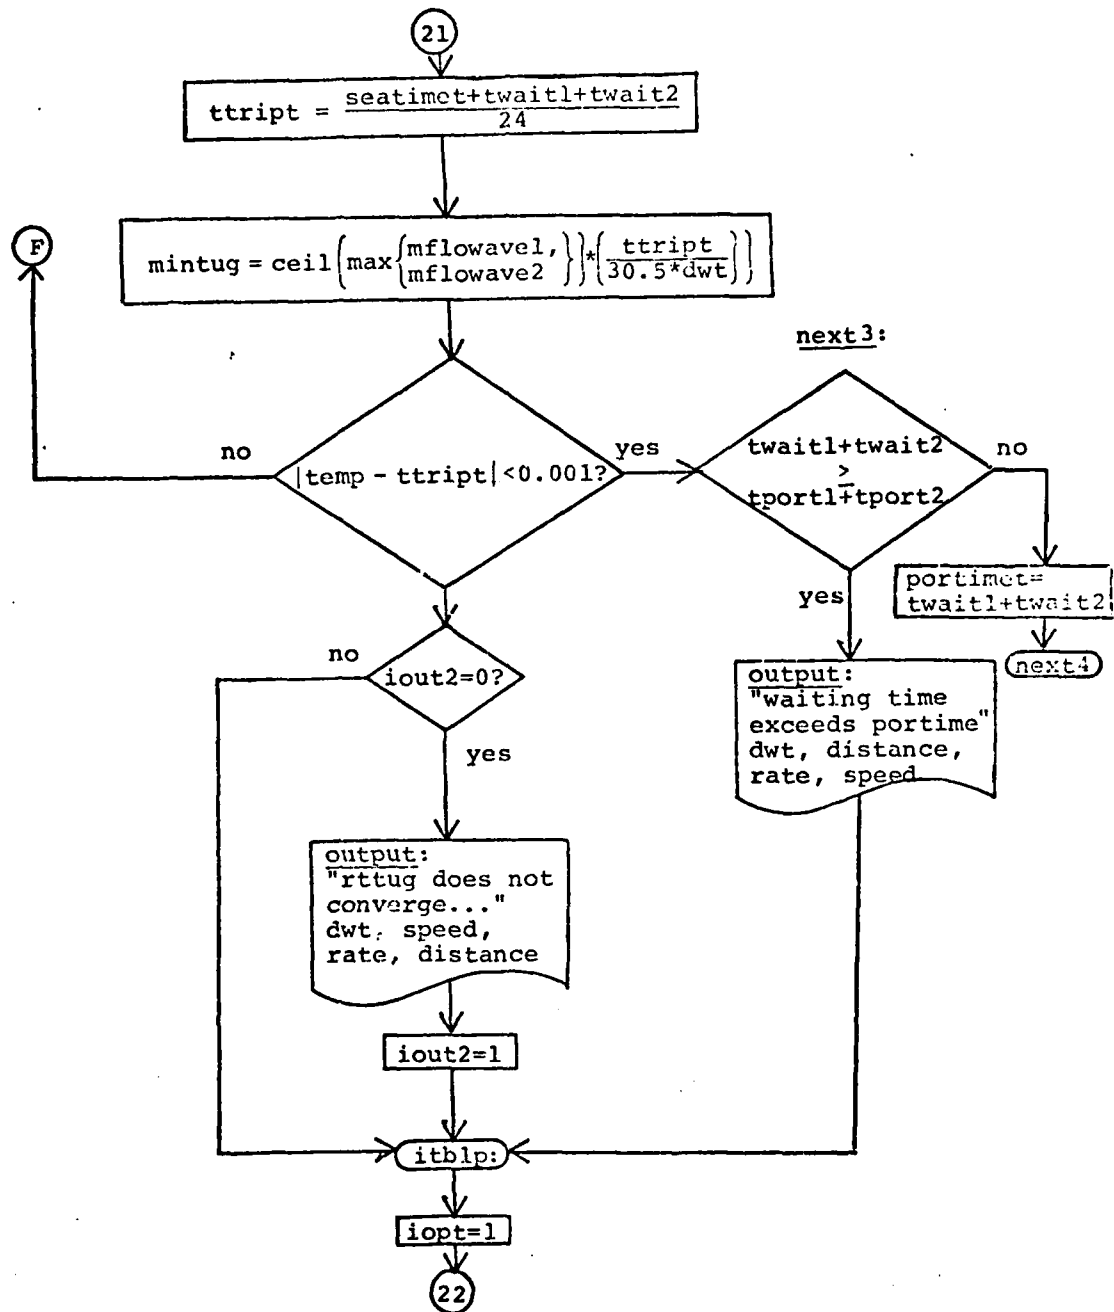 21
ttript = seatimet+twait1+twait2
24
F
mintug = ceil(max{mflowave1,
mflowave2}}*{ttript
30.5*dwt})
next3:
no
|temp - ttript|<0.001?
yes
twait1+twait2
≥
tport1+tport2
no
yes
portimet=
twait1+twait2
next4
no
iout2=0?
yes
output:
"waiting time
exceeds portime"
dwt, distance,
rate, speed
output:
"rttug does not
converge..."
dwt, speed,
rate, distance
iout2=1
itblp:
iopt=1
22